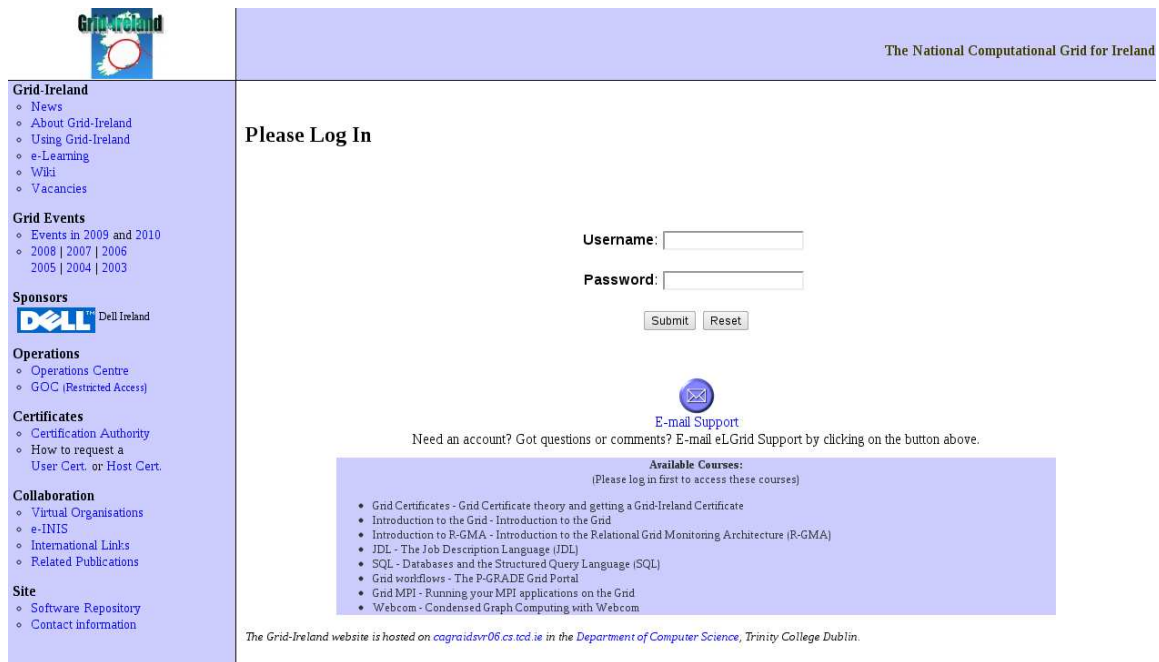 Grid-Ireland
The National Computational Grid for Ireland
Grid-Ireland
News
About Grid-Ireland
Using Grid-Ireland
e-Learning
Wiki
Vacancies
Grid Events
Events in 2009 and 2010
2008 | 2007 | 2006
2005 | 2004 | 2003
Sponsors
DELL™ Dell Ireland
Operations
Operations Centre
GOC (Restricted Access)
Certificates
Certification Authority
How to request a
User Cert. or Host Cert.
Collaboration
Virtual Organisations
e-INIS
International Links
Related Publications
Site
Software Repository
Contact information
Please Log In
Username:
Password:
Submit Reset
E-mail Support
Need an account? Got questions or comments? E-mail eLGrid Support by clicking on the button above.
Available Courses:
(Please log in first to access these courses)
Grid Certificates - Grid Certificate theory and getting a Grid-Ireland Certificate
Introduction to the Grid - Introduction to the Grid
Introduction to R-GMA - Introduction to the Relational Grid Monitoring Architecture (R-GMA)
JDL - The Job Description Language (JDL)
SQL - Databases and the Structured Query Language (SQL)
Grid workflows - The P-GRADE Grid Portal
Grid MPI - Running your MPI applications on the Grid
Webcom - Condensed Graph Computing with Webcom
The Grid-Ireland website is hosted on cagraidsvr06.cs.tcd.ie in the Department of Computer Science, Trinity College Dublin.